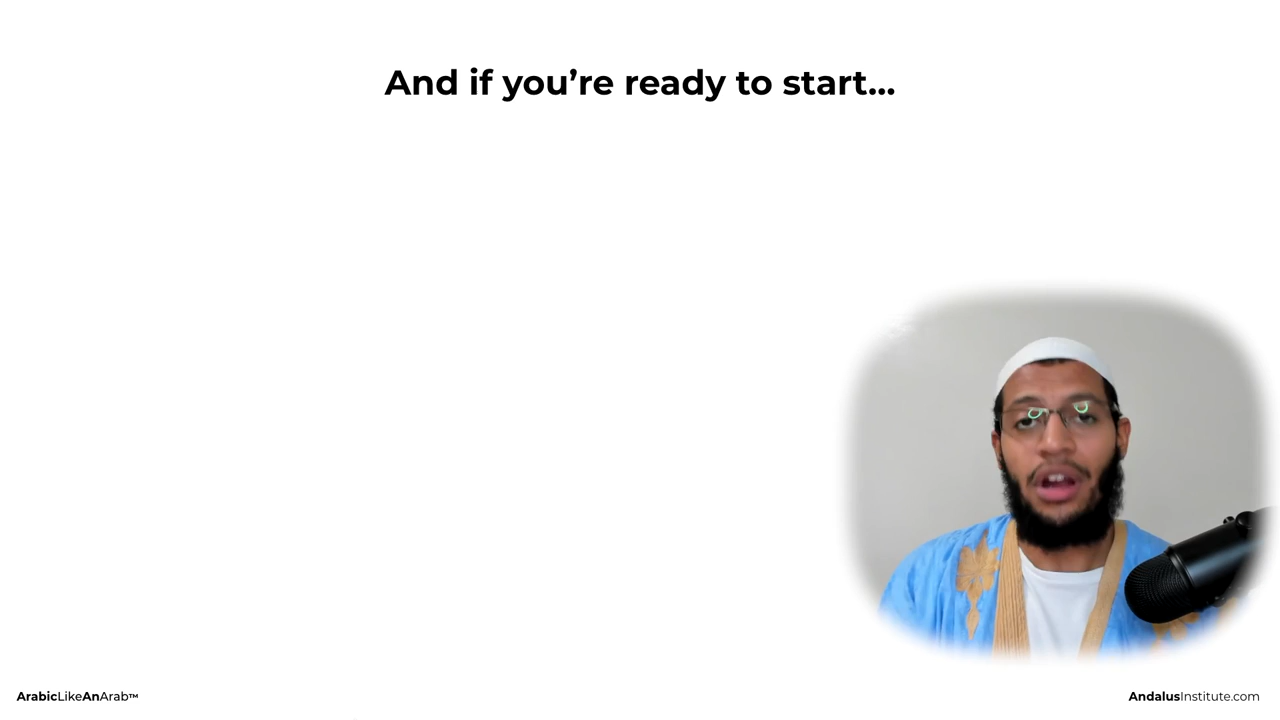 And if you’re ready to start...
ArabicLikeAnArab™
AndalusInstitute.com